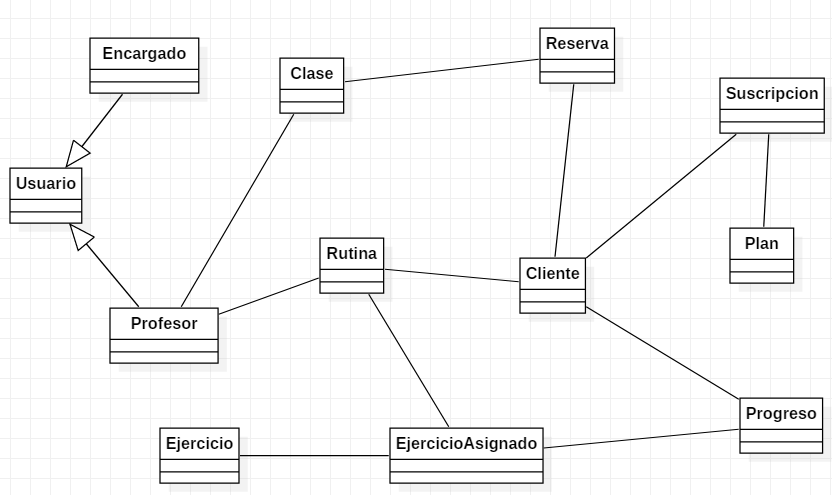 Encargado
Clase
Reserva
Suscripcion
Usuario
Rutina
Cliente
Plan
Profesor
Ejercicio
EjercicioAsignado
Progreso